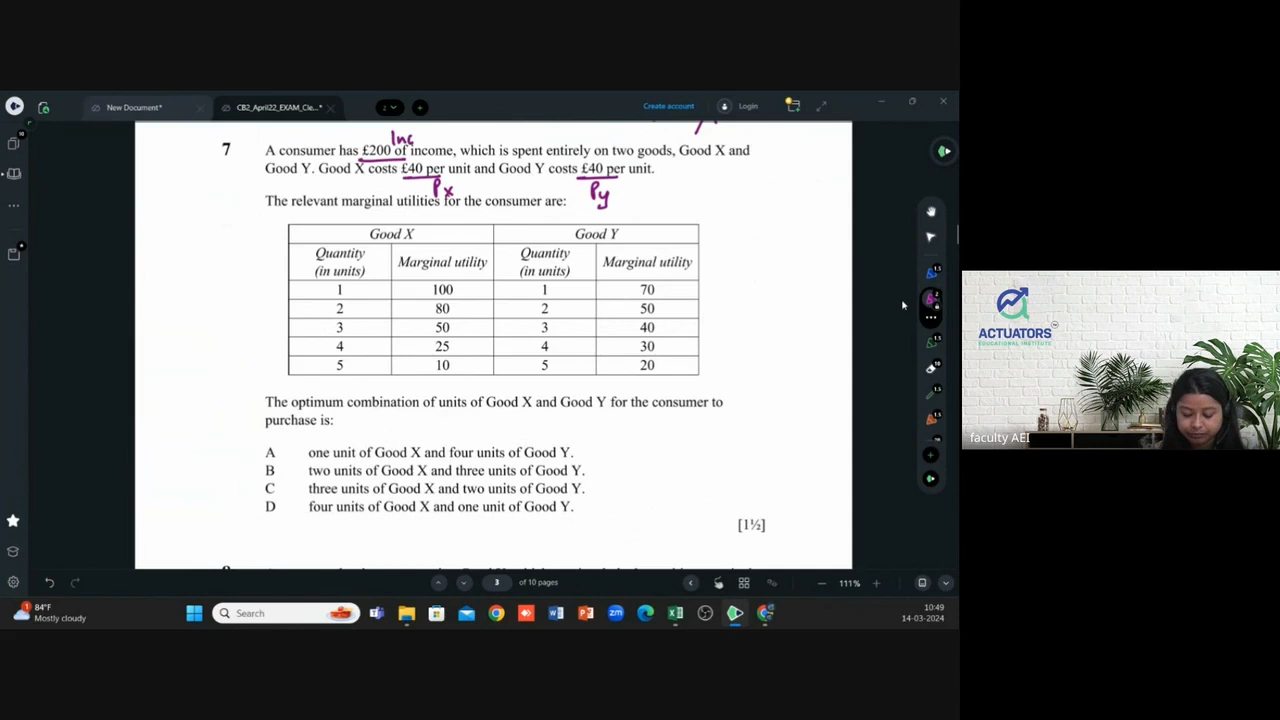 New Document*
CB2_April22_EXAM_Cle...*
2
Create account
Login
Inc
7 A consumer has £200 of income, which is spent entirely on two goods, Good X and
Good Y. Good X costs £40 per unit and Good Y costs £40 per unit.
Px
Py
The relevant marginal utilities for the consumer are:
Good X Good Y
Quantity (in units) Marginal utility Quantity (in units) Marginal utility
1 100 1 70
2 80 2 50
3 50 3 40
4 25 4 30
5 10 5 20
The optimum combination of units of Good X and Good Y for the consumer to
purchase is:
A one unit of Good X and four units of Good Y.
B two units of Good X and three units of Good Y.
C three units of Good X and two units of Good Y.
D four units of Good X and one unit of Good Y.
[1½]
3 of 10 pages
111%
ACTUATORS
EDUCATIONAL INSTITUTE
faculty AEI
1
84°F
Mostly cloudy
Search
zm
10:49
14-03-2024